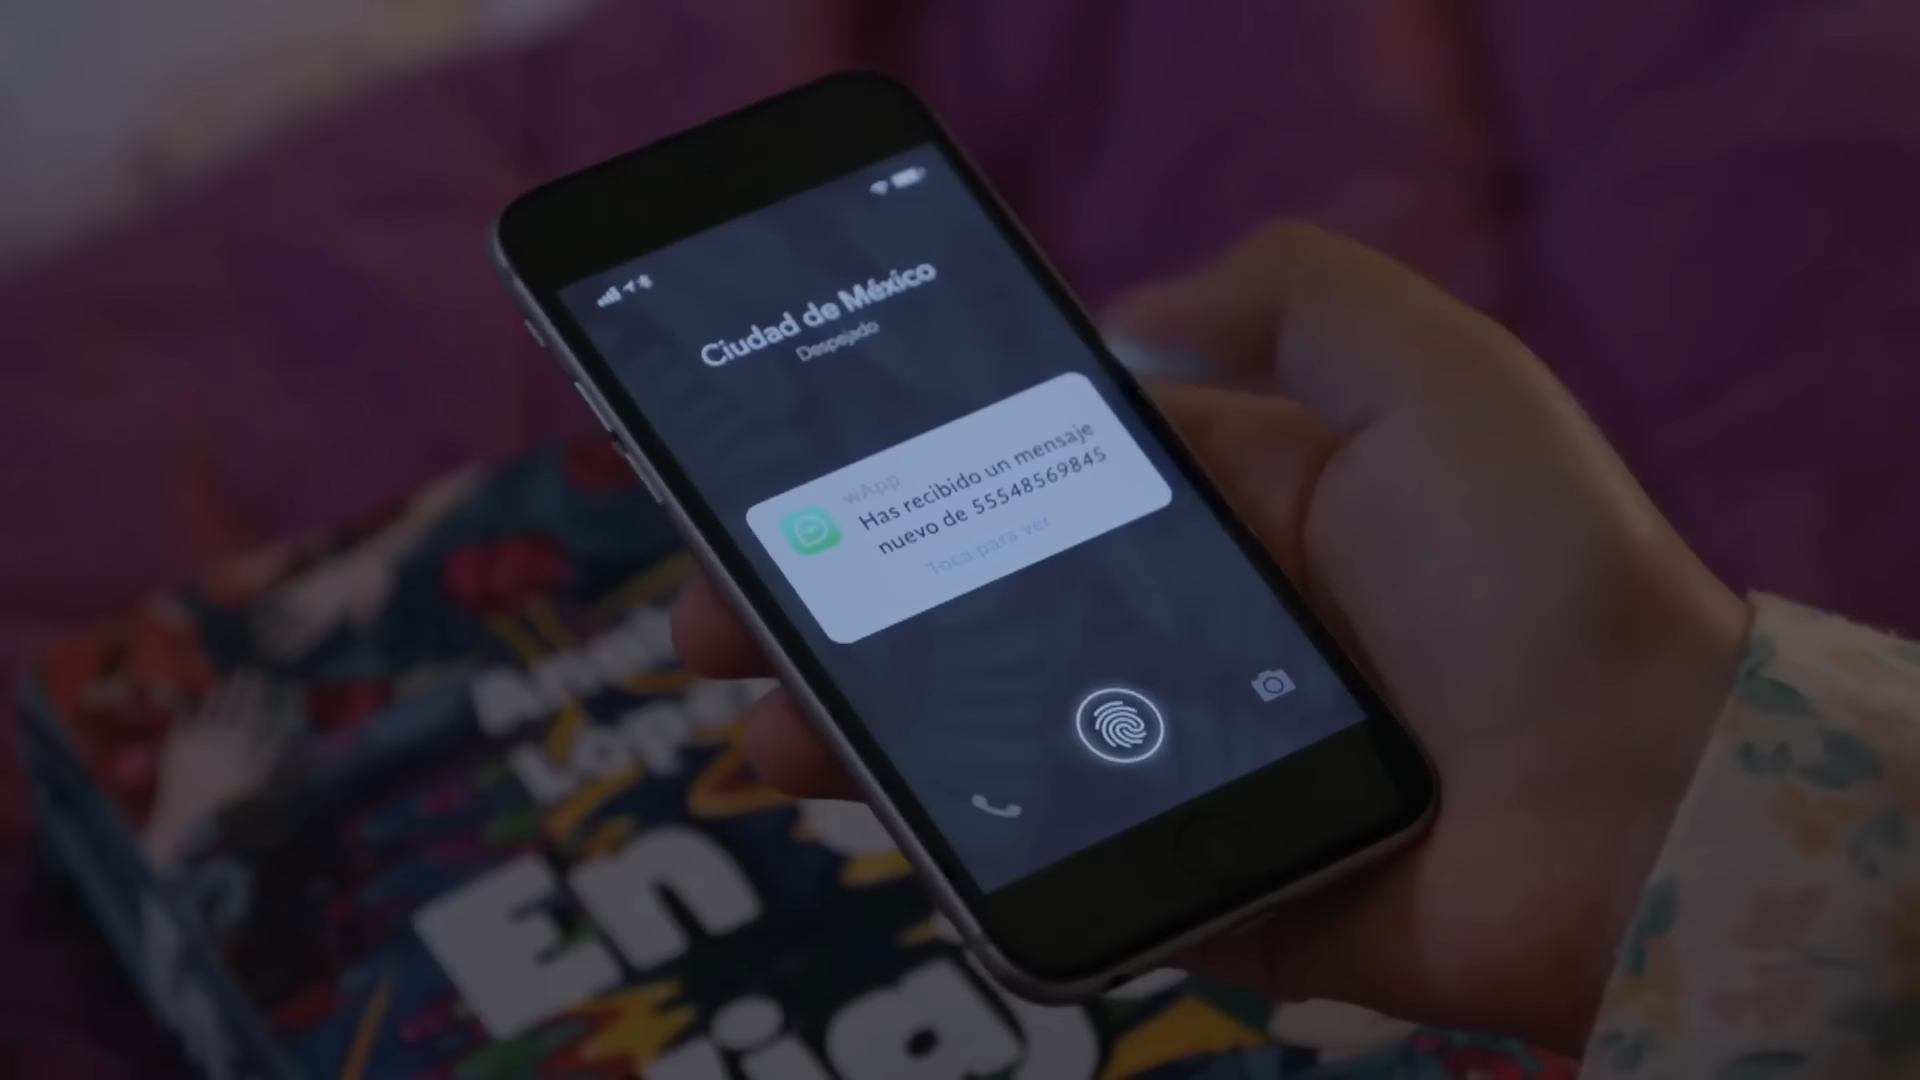 Ciudad de México
Despejado
wApp
Has recibido un mensaje
nuevo de 55548569845
Toca para ver
En